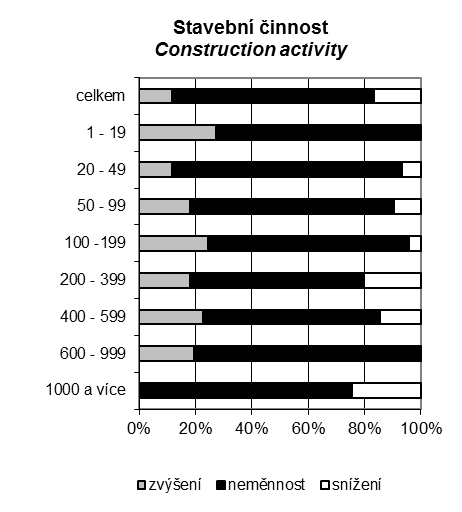 Stavební činnost
Construction activity
celkem
1 - 19
20 - 49
50 - 99
100 -199
200 - 399
400 - 599
600 - 999
1000 a více
0% 20% 40% 60% 80% 100%
zvýšení neměnnost snížení